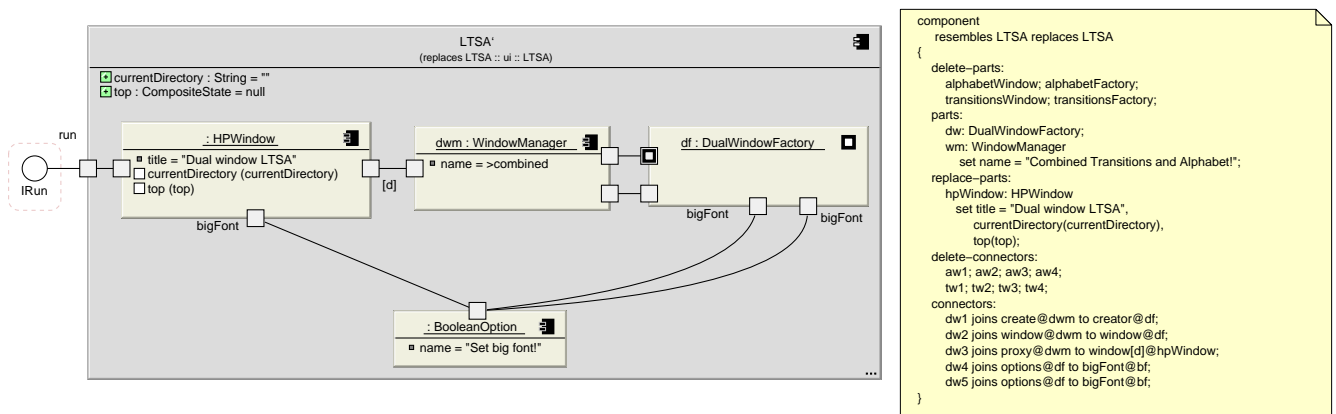 LTSA‘
(replaces LTSA :: ui :: LTSA)
currentDirectory : String = ""
top : CompositeState = null
run
IRun
: HPWindow
title = "Dual window LTSA"
currentDirectory (currentDirectory)
top (top)
[d]
bigFont
dwm : WindowManager
name = >combined
df : DualWindowFactory
bigFont
bigFont
: BooleanOption
name = "Set big font!"
...
component
resembles LTSA replaces LTSA
{
delete–parts:
alphabetWindow; alphabetFactory;
transitionsWindow; transitionsFactory;
parts:
dw: DualWindowFactory;
wm: WindowManager
set name = "Combined Transitions and Alphabet!";
replace–parts:
hpWindow: HPWindow
set title = "Dual window LTSA",
currentDirectory(currentDirectory),
top(top);
delete–connectors:
aw1; aw2; aw3; aw4;
tw1; tw2; tw3; tw4;
connectors:
dw1 joins create@dwm to creator@df;
dw2 joins window@dwm to window@df;
dw3 joins proxy@dwm to window[d]@hpWindow;
dw4 joins options@df to bigFont@bf;
dw5 joins options@df to bigFont@bf;
}